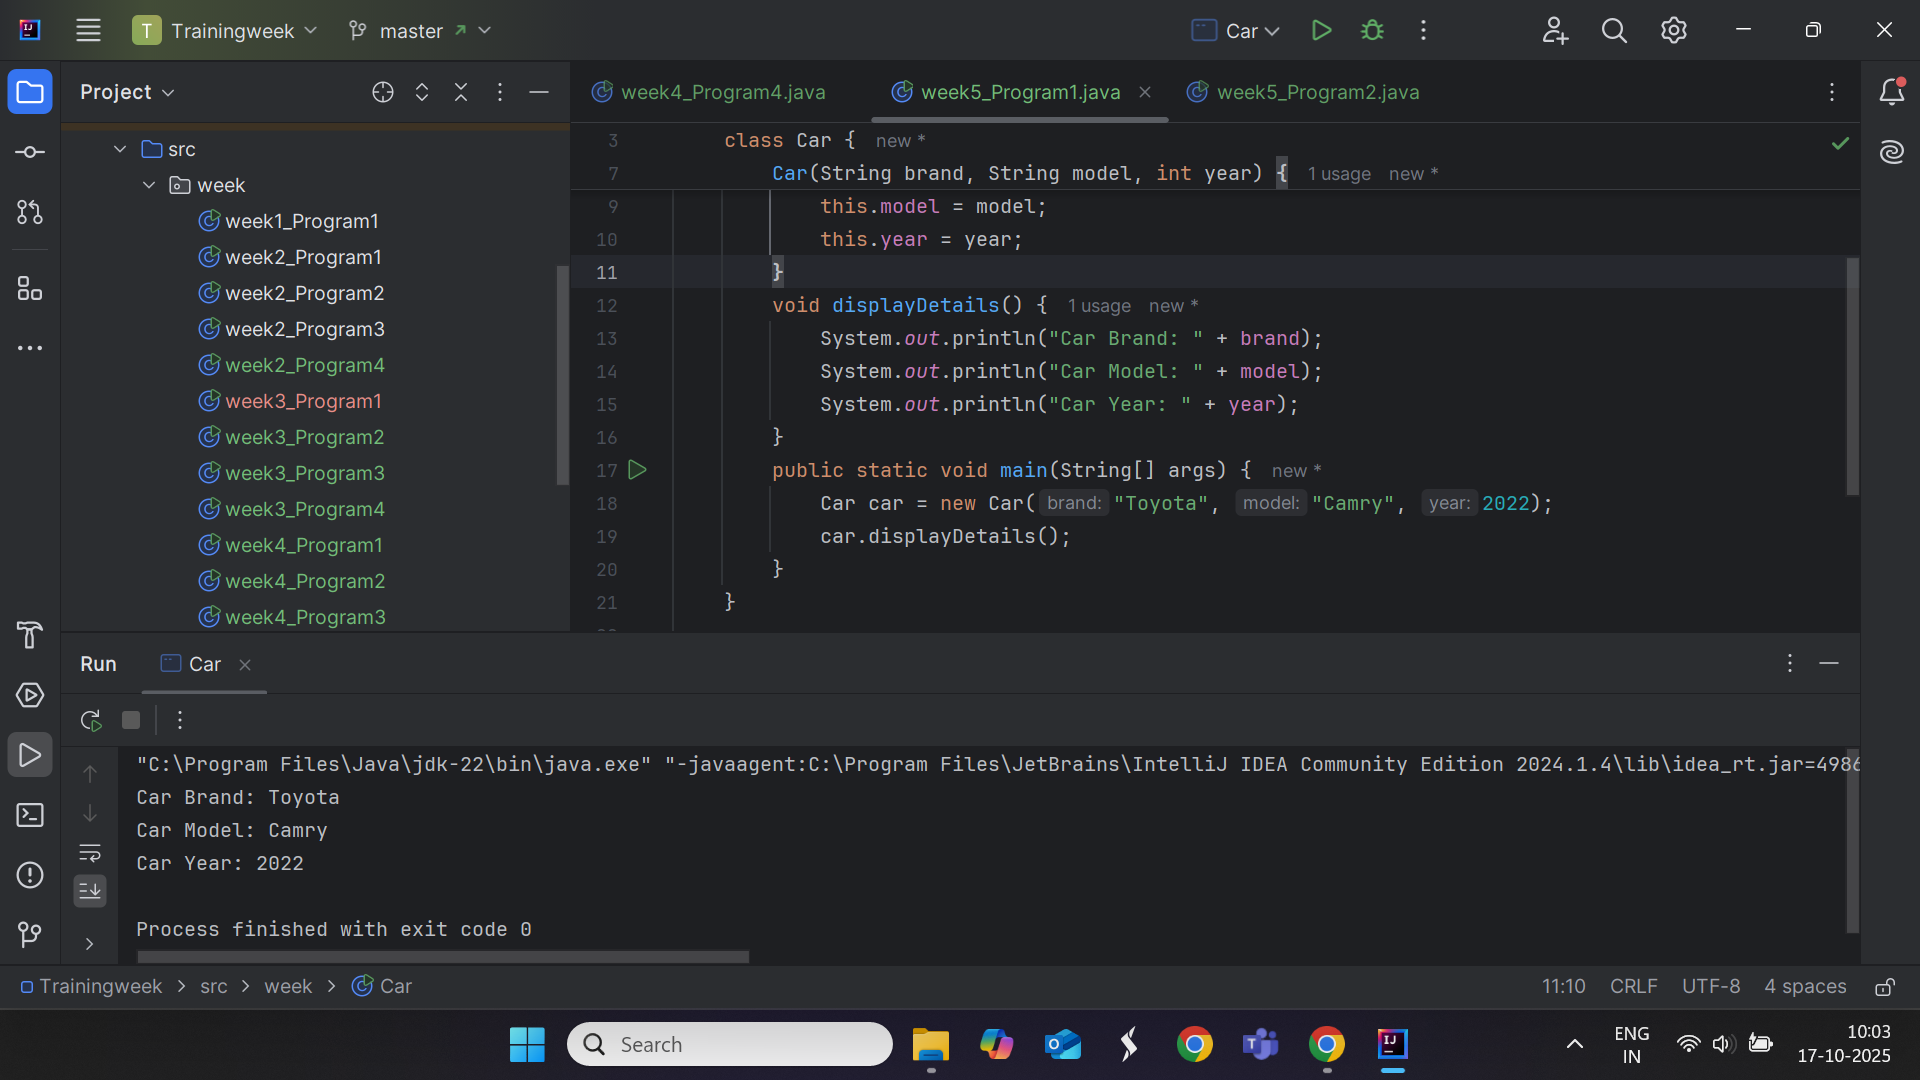 T Trainingweek master Car
Project
src
week
week1_Program1
week2_Program1
week2_Program2
week2_Program3
week2_Program4
week3_Program1
week3_Program2
week3_Program3
week3_Program4
week4_Program1
week4_Program2
week4_Program3
week4_Program4.java week5_Program1.java week5_Program2.java
3 class Car { new *
7 Car(String brand, String model, int year) { 1 usage new *
9 this.model = model;
10 this.year = year;
11 }
12 void displayDetails() { 1 usage new *
13 System.out.println("Car Brand: " + brand);
14 System.out.println("Car Model: " + model);
15 System.out.println("Car Year: " + year);
16 }
17 public static void main(String[] args) { new *
18 Car car = new Car( brand: "Toyota", model: "Camry", year: 2022);
19 car.displayDetails();
20 }
21 }
Run Car
"C:\Program Files\Java\jdk-22\bin\java.exe" "-javaagent:C:\Program Files\JetBrains\IntelliJ IDEA Community Edition 2024.1.4\lib\idea_rt.jar=4986
Car Brand: Toyota
Car Model: Camry
Car Year: 2022
Process finished with exit code 0
Trainingweek > src > week > Car 11:10 CRLF UTF-8 4 spaces
Search
ENG
IN
10:03
17-10-2025